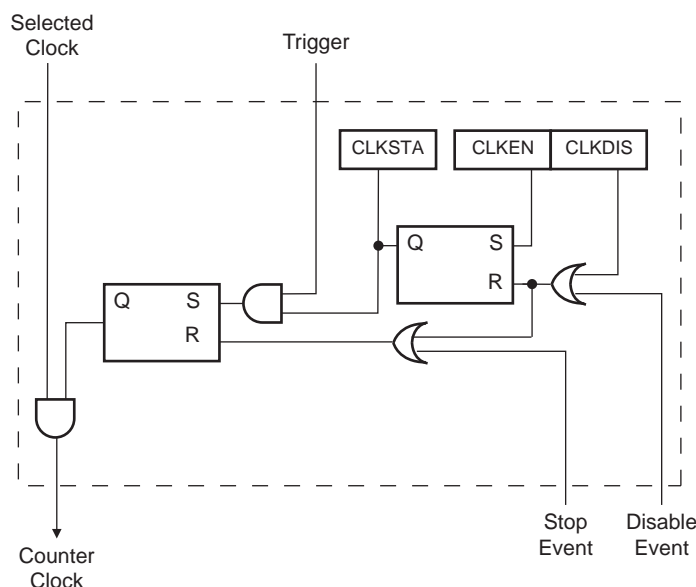 Selected
Clock
Trigger
CLKSTA
CLKEN
CLKDIS
Q
S
R
Q
S
R
Stop
Event
Disable
Event
Counter
Clock